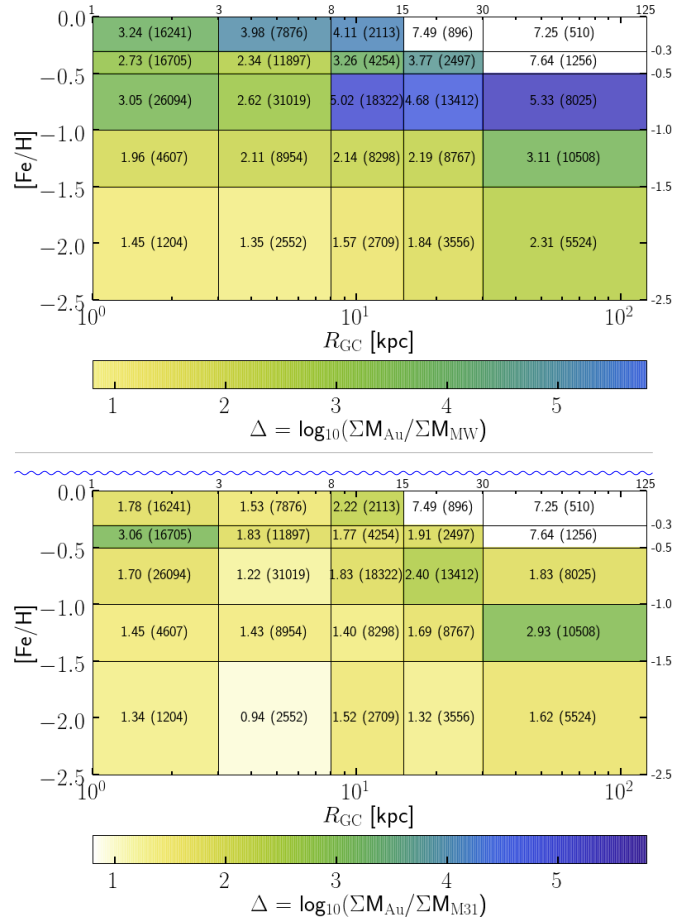 1 3 8 15 30 125
0.0 3.24 (16241) 3.98 (7876) 4.11 (2113) 7.49 (896) 7.25 (510)
-0.3
2.73 (16705) 2.34 (11897) 3.26 (4254) 3.77 (2497) 7.64 (1256)
−0.5 -0.5
3.05 (26094) 2.62 (31019) 5.02 (18322) 4.68 (13412) 5.33 (8025)
−1.0 -1.0
[Fe/H]
1.96 (4607) 2.11 (8954) 2.14 (8298) 2.19 (8767) 3.11 (10508)
−1.5 -1.5
−2.0 1.45 (1204) 1.35 (2552) 1.57 (2709) 1.84 (3556) 2.31 (5524)
−2.5 -2.5
10^0 10^1 10^2
R_GC [kpc]
1 2 3 4 5
Δ = log₁₀(ΣM_Au/ΣM_MW)
1 3 8 15 30 125
0.0 1.78 (16241) 1.53 (7876) 2.22 (2113) 7.49 (896) 7.25 (510)
-0.3
3.06 (16705) 1.83 (11897) 1.77 (4254) 1.91 (2497) 7.64 (1256)
−0.5 -0.5
1.70 (26094) 1.22 (31019) 1.83 (18322) 2.40 (13412) 1.83 (8025)
−1.0 -1.0
[Fe/H]
1.45 (4607) 1.43 (8954) 1.40 (8298) 1.69 (8767) 2.93 (10508)
−1.5 -1.5
−2.0 1.34 (1204) 0.94 (2552) 1.52 (2709) 1.32 (3556) 1.62 (5524)
−2.5 -2.5
10^0 10^1 10^2
R_GC [kpc]
1 2 3 4 5
Δ = log₁₀(ΣM_Au/ΣM_M31)